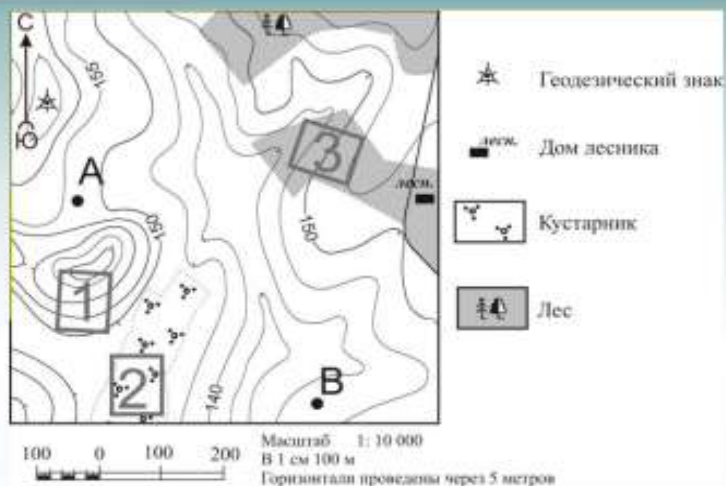 С
155
Геодезический знак
Ю
А
3
лесн.
лесн.
Дом лесника
150
150
1
Кустарник
Лес
2
В
140
100 0 100 200
Масштаб 1: 10 000
В 1 см 100 м
Горизонтали проведены через 5 метров